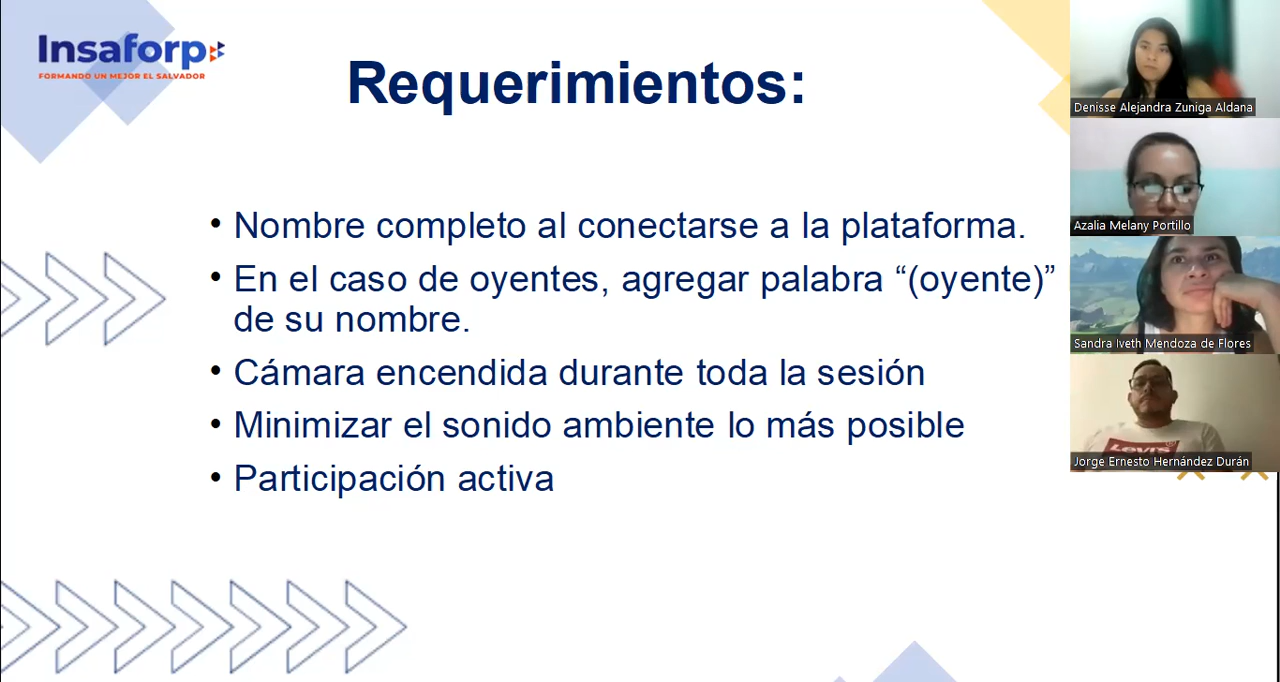 Insaforp
FORMANDO UN MEJOR EL SALVADOR
Requerimientos:
• Nombre completo al conectarse a la plataforma.
• En el caso de oyentes, agregar palabra “(oyente)”
de su nombre.
• Cámara encendida durante toda la sesión
• Minimizar el sonido ambiente lo más posible
• Participación activa
Denisse Alejandra Zuniga Aldana
Azalia Melany Portillo
Sandra Iveth Mendoza de Flores
Levi's
Jorge Ernesto Hernández Durán